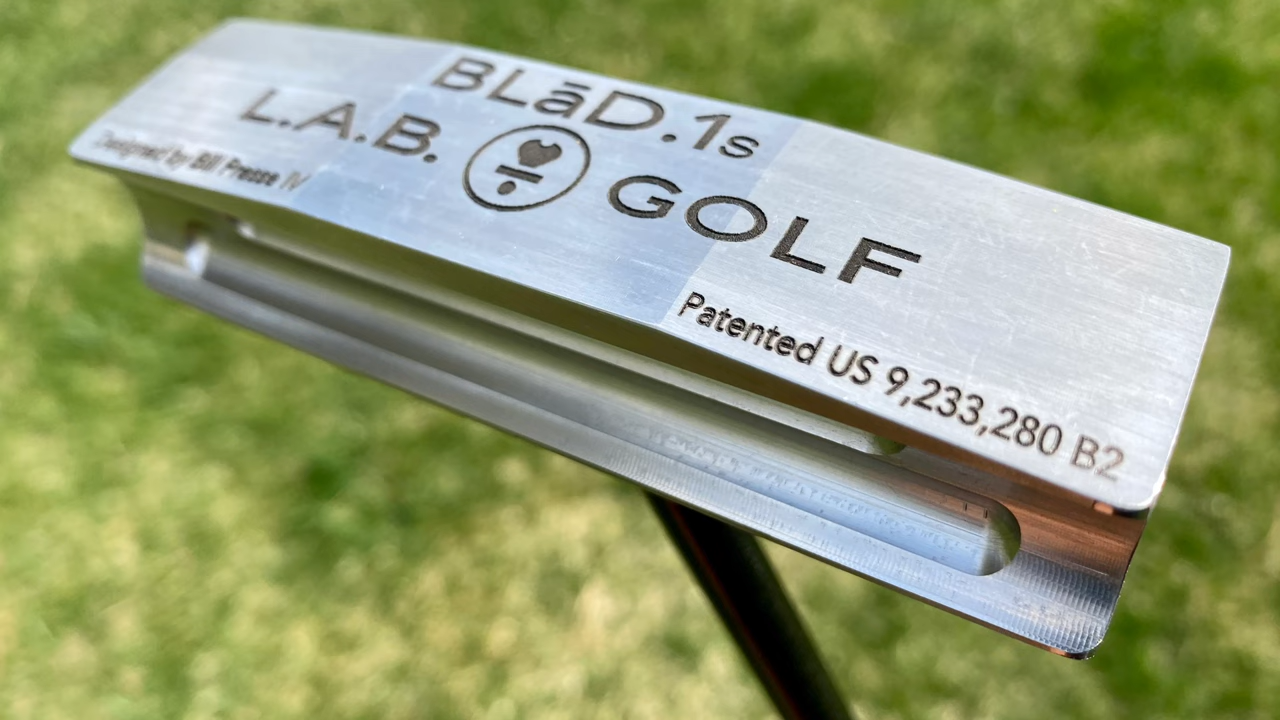 BLāD.1s
L.A.B. GOLF
Designed by Bill Presse IV
Patented US 9,233,280 B2